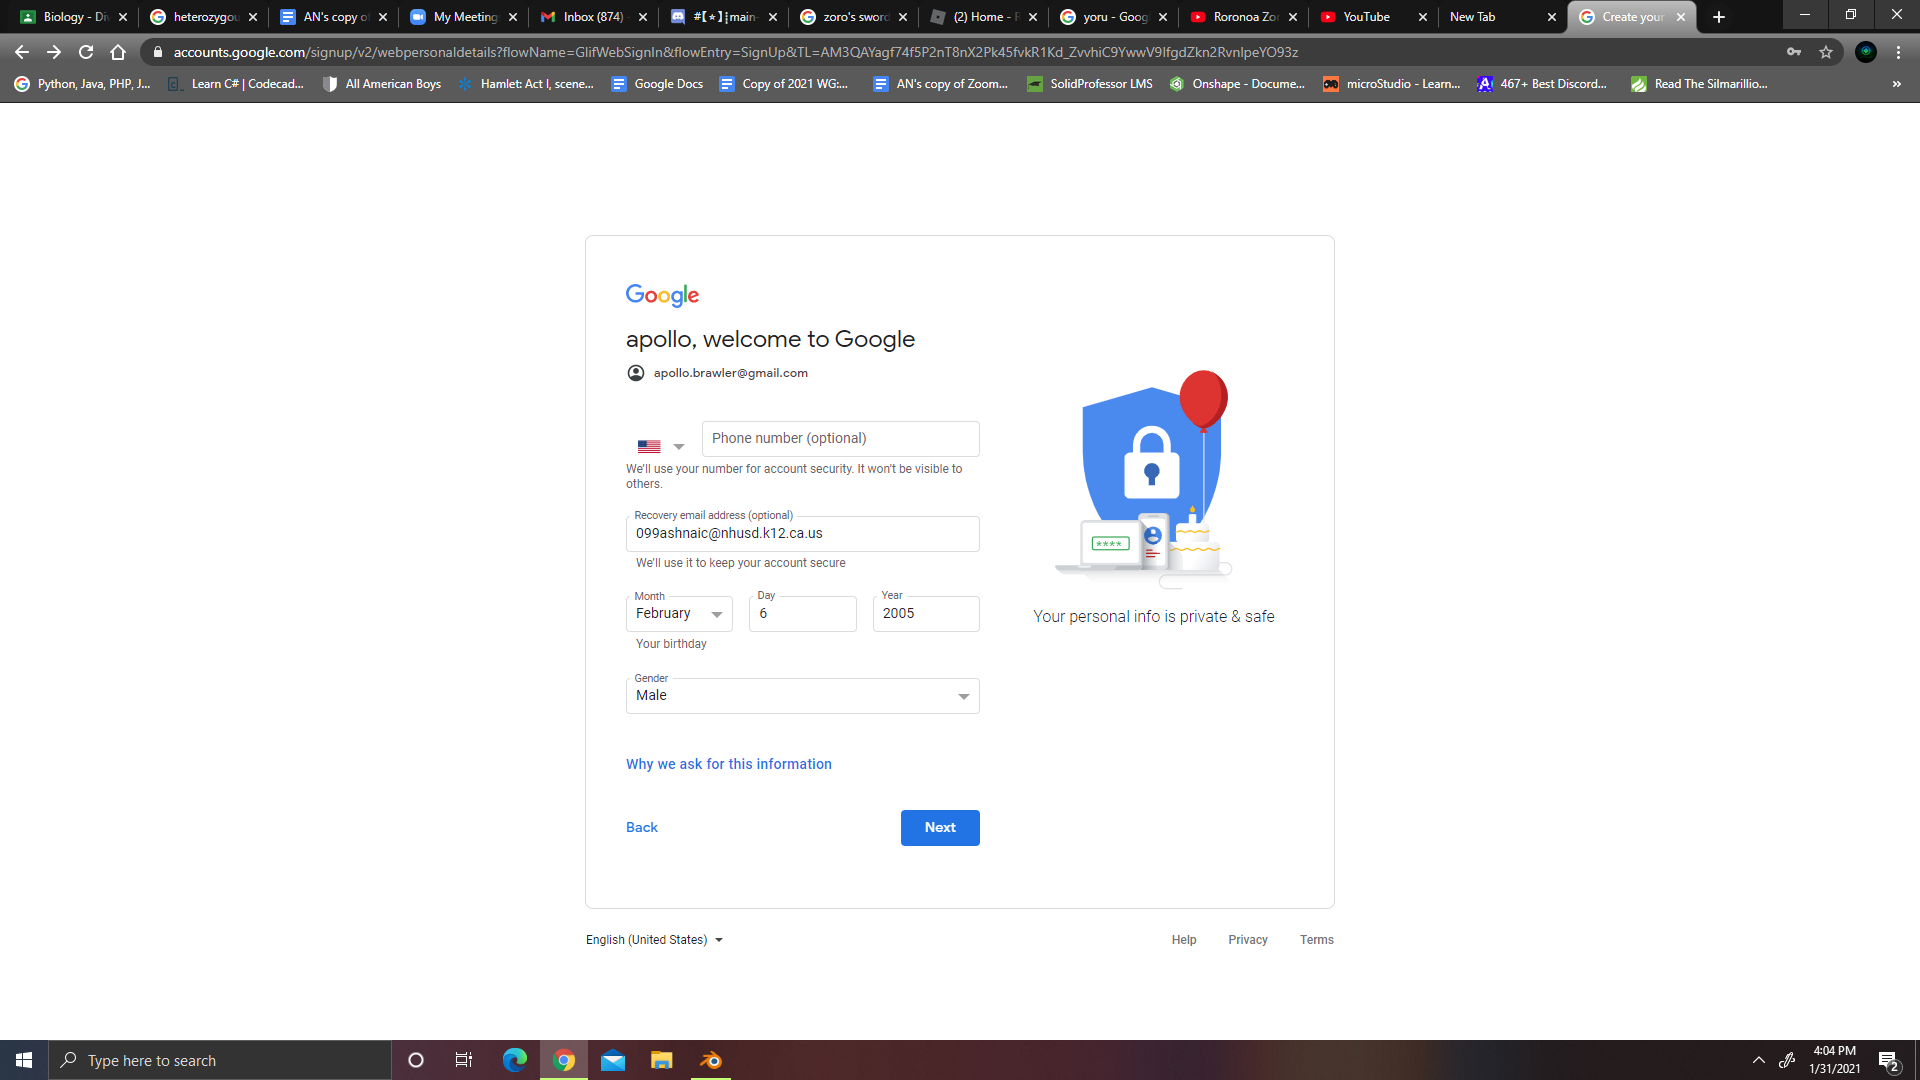 Biology - Di
heterozygou
AN's copy o
My Meeting
Inbox (874)
main-
zoro's sword
(2) Home - R
yoru - Goog
Roronoa Zor
YouTube
New Tab
Create your
accounts.google.com/signup/v2/webpersonaldetails?flowName=GlifWebSignIn&flowEntry=SignUp&TL=AM3QAYagf74f5P2nT8nX2Pk45fvkR1Kd_ZvvhiC9YwwV9IfgdZkn2RvnlpeYO93z
Python, Java, PHP, J...
Learn C# | Codecad...
All American Boys
Hamlet: Act I, scene...
Google Docs
Copy of 2021 WG:...
AN's copy of Zoom...
SolidProfessor LMS
Onshape - Docume...
microStudio - Learn...
467+ Best Discord...
Read The Silmarillio...
»
Google
apollo, welcome to Google
apollo.brawler@gmail.com
Phone number (optional)
We'll use your number for account security. It won't be visible to
others.
Recovery email address (optional)
099ashnaic@nhusd.k12.ca.us
We'll use it to keep your account secure
Month
February
Day
6
Year
2005
Your birthday
Gender
Male
Why we ask for this information
Back
Next
****
Your personal info is private & safe
English (United States)
Help
Privacy
Terms
Type here to search
4:04 PM
1/31/2021
2